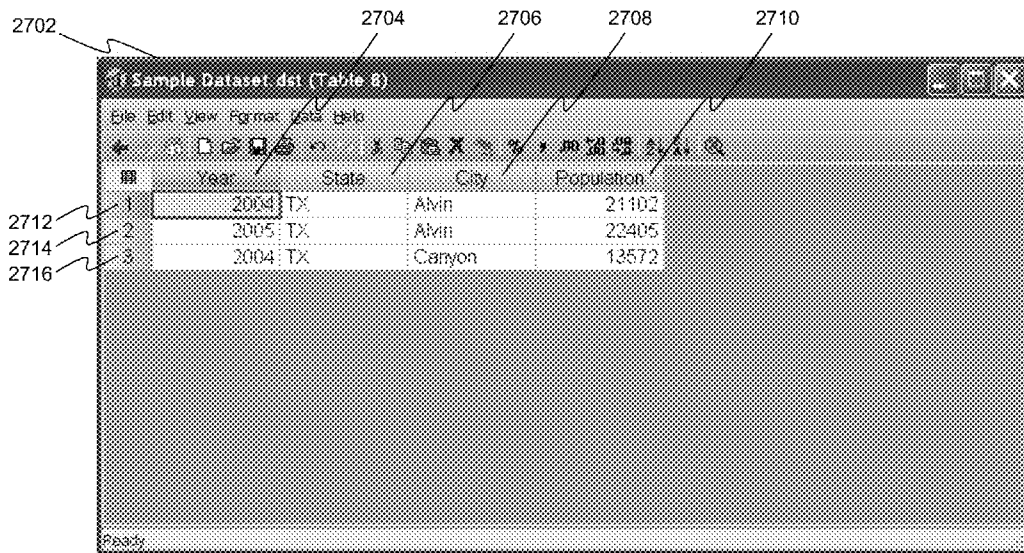 2704 2706 2708 2710
2702
Sample Dataset.dst (Table 8)
File Edit View Format Data Help
Year State City Population
2712 1 2004 TX Alvin 21102
2714 2 2005 TX Alvin 22405
2716 3 2004 TX Canyon 13572
Ready